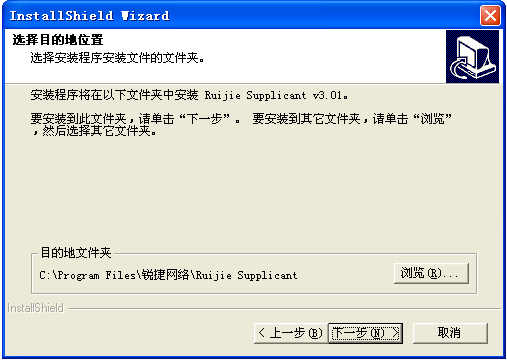 InstallShield Wizard
选择目的地位置
选择安装程序安装文件的文件夹。
安装程序将在以下文件夹中安装 Ruijie Supplicant v3.01。
要安装到此文件夹，请单击“下一步”。 要安装到其它文件夹，请单击“浏览”
，然后选择其它文件夹。
目的地文件夹
C:\Program Files\锐捷网络\Ruijie Supplicant
浏览(R)...
InstallShield
< 上一步(B)
下一步(N) >
取消